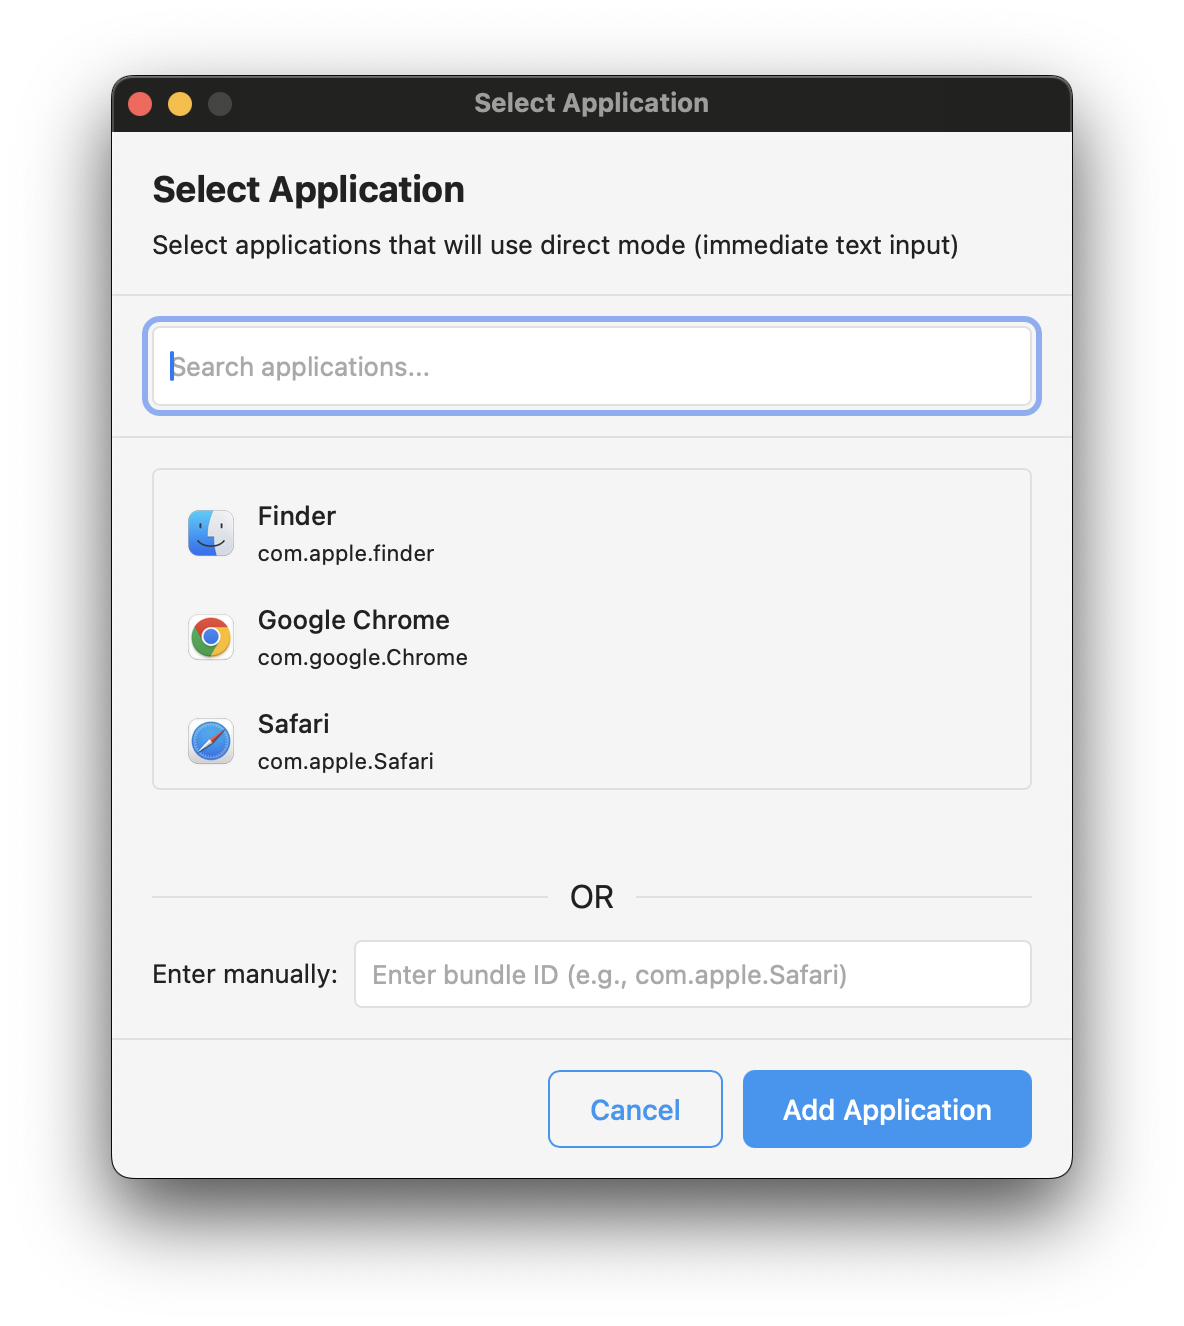 Select Application
Select Application
Select applications that will use direct mode (immediate text input)
Search applications...
Finder
com.apple.finder
Google Chrome
com.google.Chrome
Safari
com.apple.Safari
OR
Enter manually: Enter bundle ID (e.g., com.apple.Safari)
Cancel Add Application